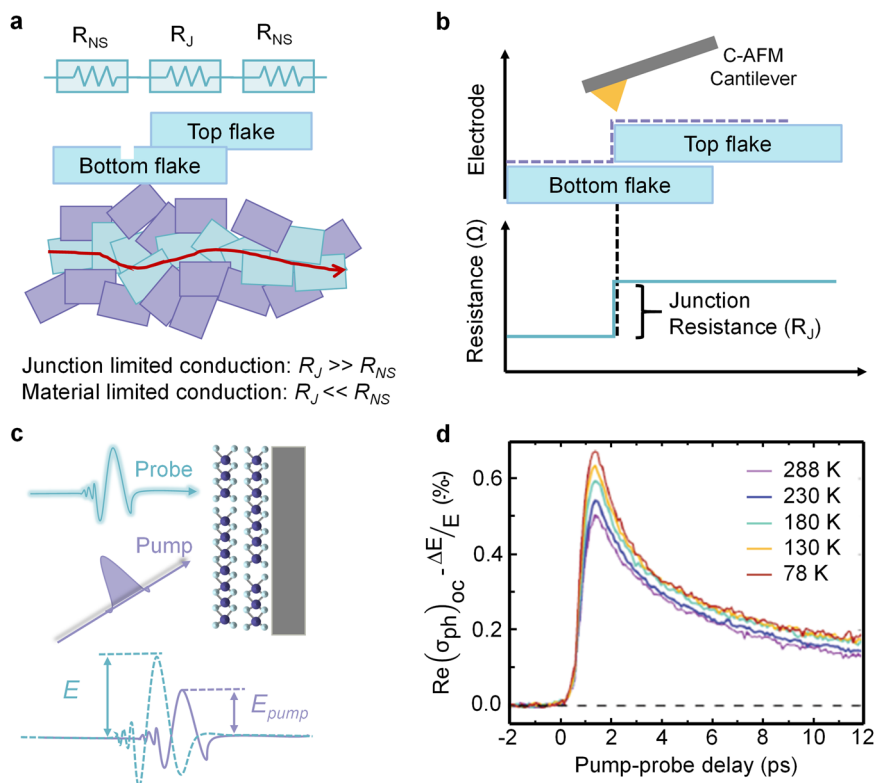 a
R_NS R_J R_NS
Top flake
Bottom flake
Junction limited conduction: R_J >> R_NS
Material limited conduction: R_J << R_NS
b
C-AFM
Cantilever
Electrode
Top flake
Bottom flake
Resistance (Ω)
Junction
Resistance (R_J)
c
Probe
Pump
E
E_pump
d
Re(σ_ph)_oc -ΔE/E (‰)
0.6
0.4
0.2
0.0
288 K
230 K
180 K
130 K
78 K
-2 0 2 4 6 8 10 12
Pump-probe delay (ps)